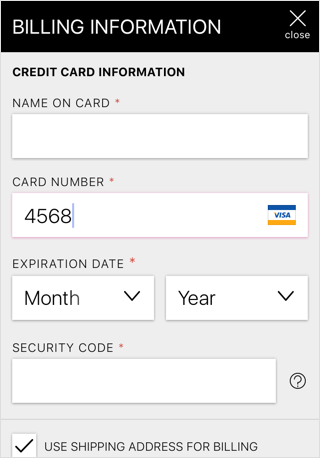 BILLING INFORMATION
close
CREDIT CARD INFORMATION
NAME ON CARD *
CARD NUMBER *
4568
VISA
EXPIRATION DATE *
Month Year
SECURITY CODE *
?
USE SHIPPING ADDRESS FOR BILLING